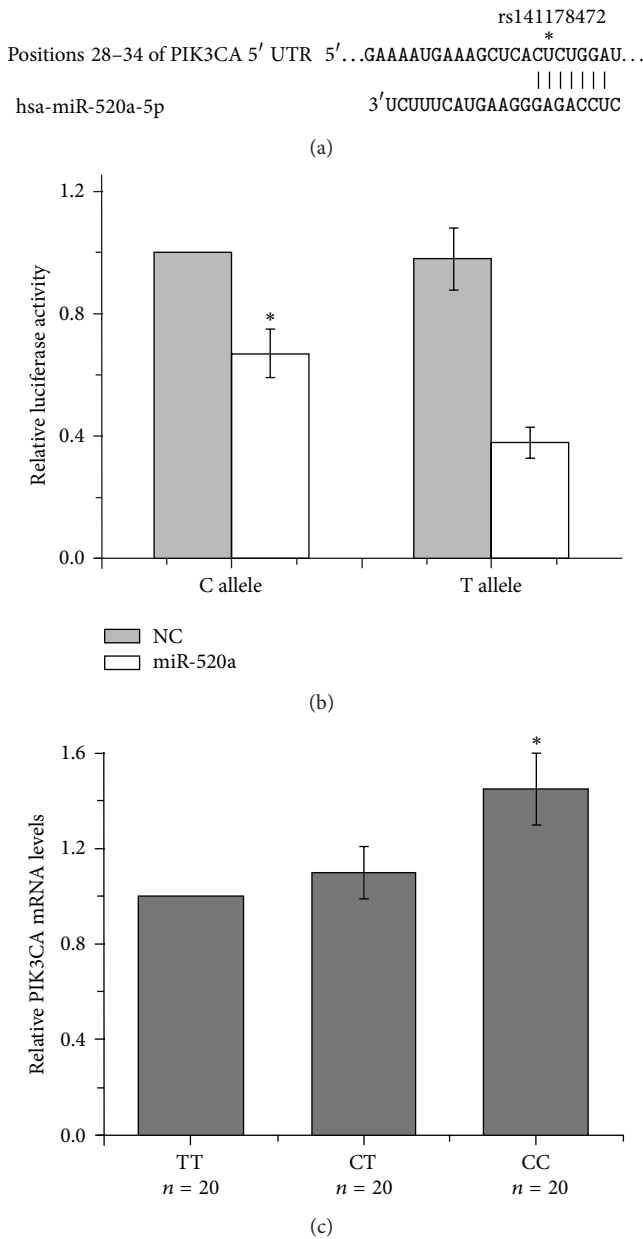 rs141178472
*
Positions 28–34 of PIK3CA 5′ UTR 5′...GAAAAUGAAAGCUCACUCUGGAU...
hsa-miR-520a-5p 3′UCUUUCAUGAAGGGAGACCUC
(a)
Relative luciferase activity
1.2
0.8
0.4
0.0
*
C allele T allele
NC
miR-520a
(b)
Relative PIK3CA mRNA levels
1.6
1.2
0.8
0.4
0.0
*
TT CT CC
n = 20 n = 20 n = 20
(c)